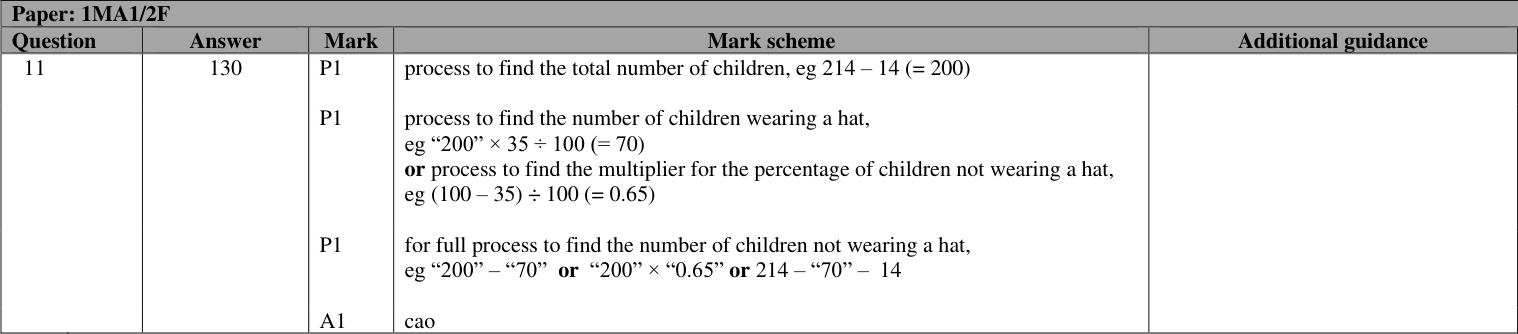 Paper: 1MA1/2F
Question Answer Mark Mark scheme Additional guidance
11 130 P1 process to find the total number of children, eg 214 – 14 (= 200)
P1 process to find the number of children wearing a hat,
eg “200” × 35 ÷ 100 (= 70)
or process to find the multiplier for the percentage of children not wearing a hat,
eg (100 – 35) ÷ 100 (= 0.65)
P1 for full process to find the number of children not wearing a hat,
eg “200” – “70” or “200” × “0.65” or 214 – “70” – 14
A1 cao